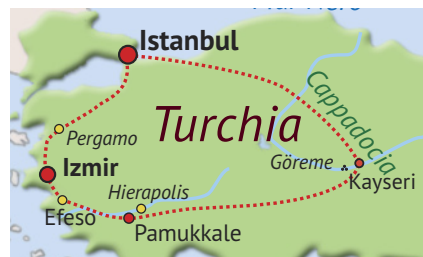 Istanbul
Pergamo
Turchia
Cappadocia
Izmir
Göreme
Kayseri
Hierapolis
Efeso
Pamukkale